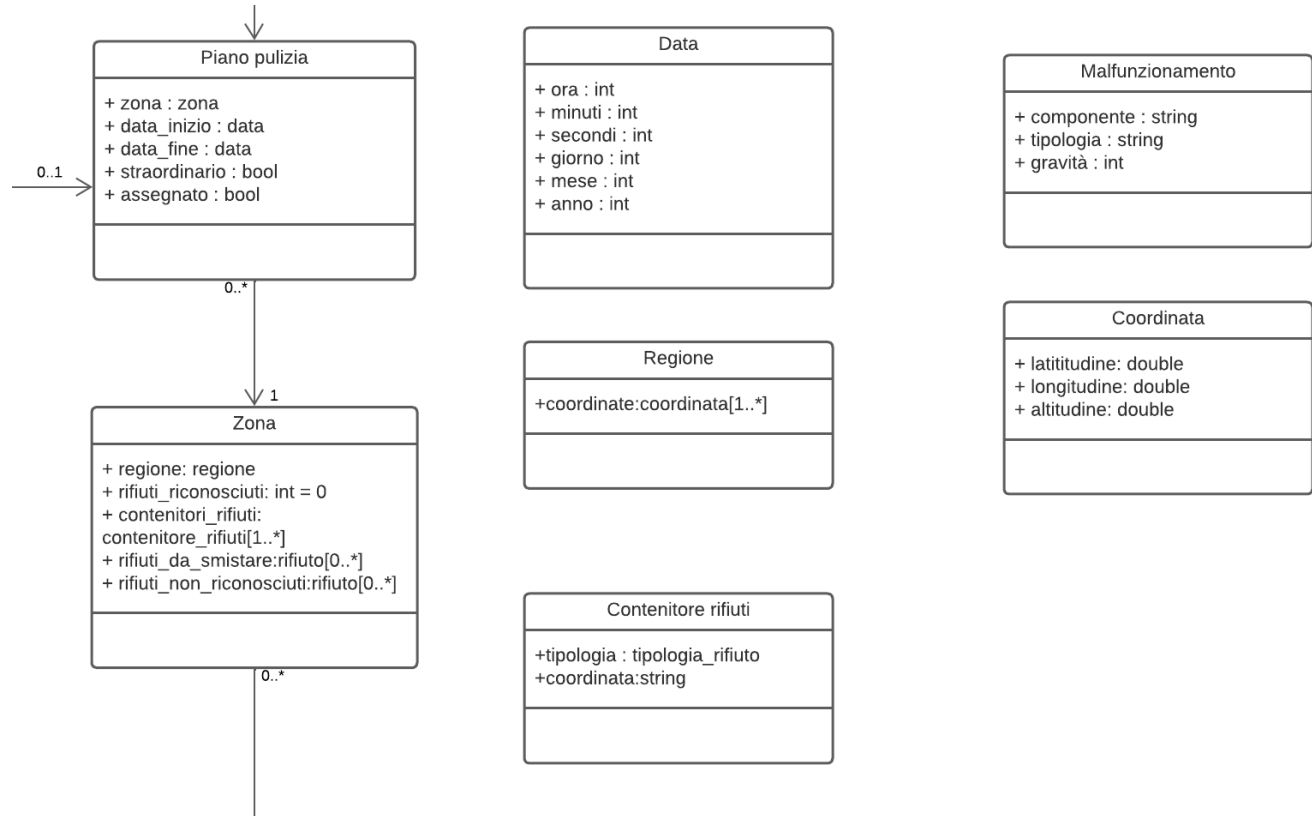 Piano pulizia
+ zona : zona
+ data_inizio : data
+ data_fine : data
+ straordinario : bool
+ assegnato : bool
0..1
0..*
1
Zona
+ regione: regione
+ rifiuti_riconosciuti: int = 0
+ contenitori_rifiuti:
contenitore_rifiuti[1..*]
+ rifiuti_da_smistare:rifiuto[0..*]
+ rifiuti_non_riconosciuti:rifiuto[0..*]
0..*
Data
+ ora : int
+ minuti : int
+ secondi : int
+ giorno : int
+ mese : int
+ anno : int
Regione
+coordinate:coordinata[1..*]
Contenitore rifiuti
+tipologia : tipologia_rifiuto
+coordinata:string
Malfunzionamento
+ componente : string
+ tipologia : string
+ gravità : int
Coordinata
+ latititudine: double
+ longitudine: double
+ altitudine: double